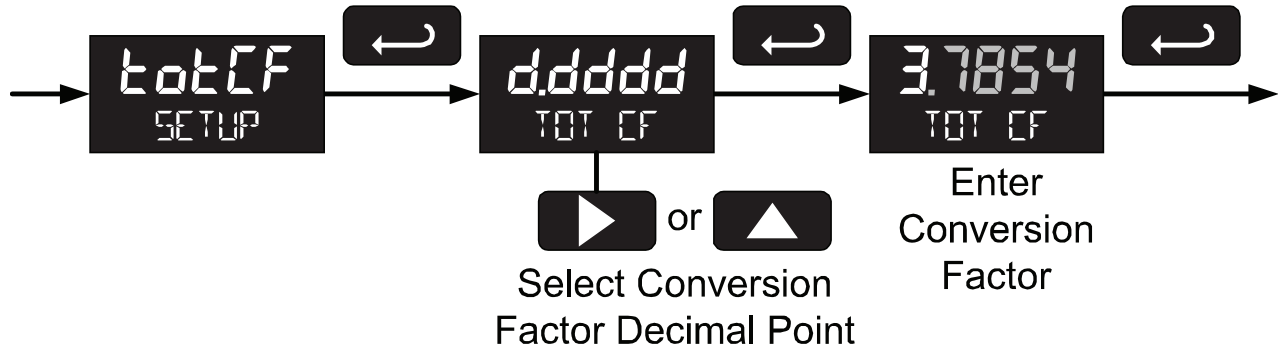 totCF
SETUP
d.dddd
TOT CF
3.7854
TOT CF
or
Select Conversion
Factor Decimal Point
Enter
Conversion
Factor